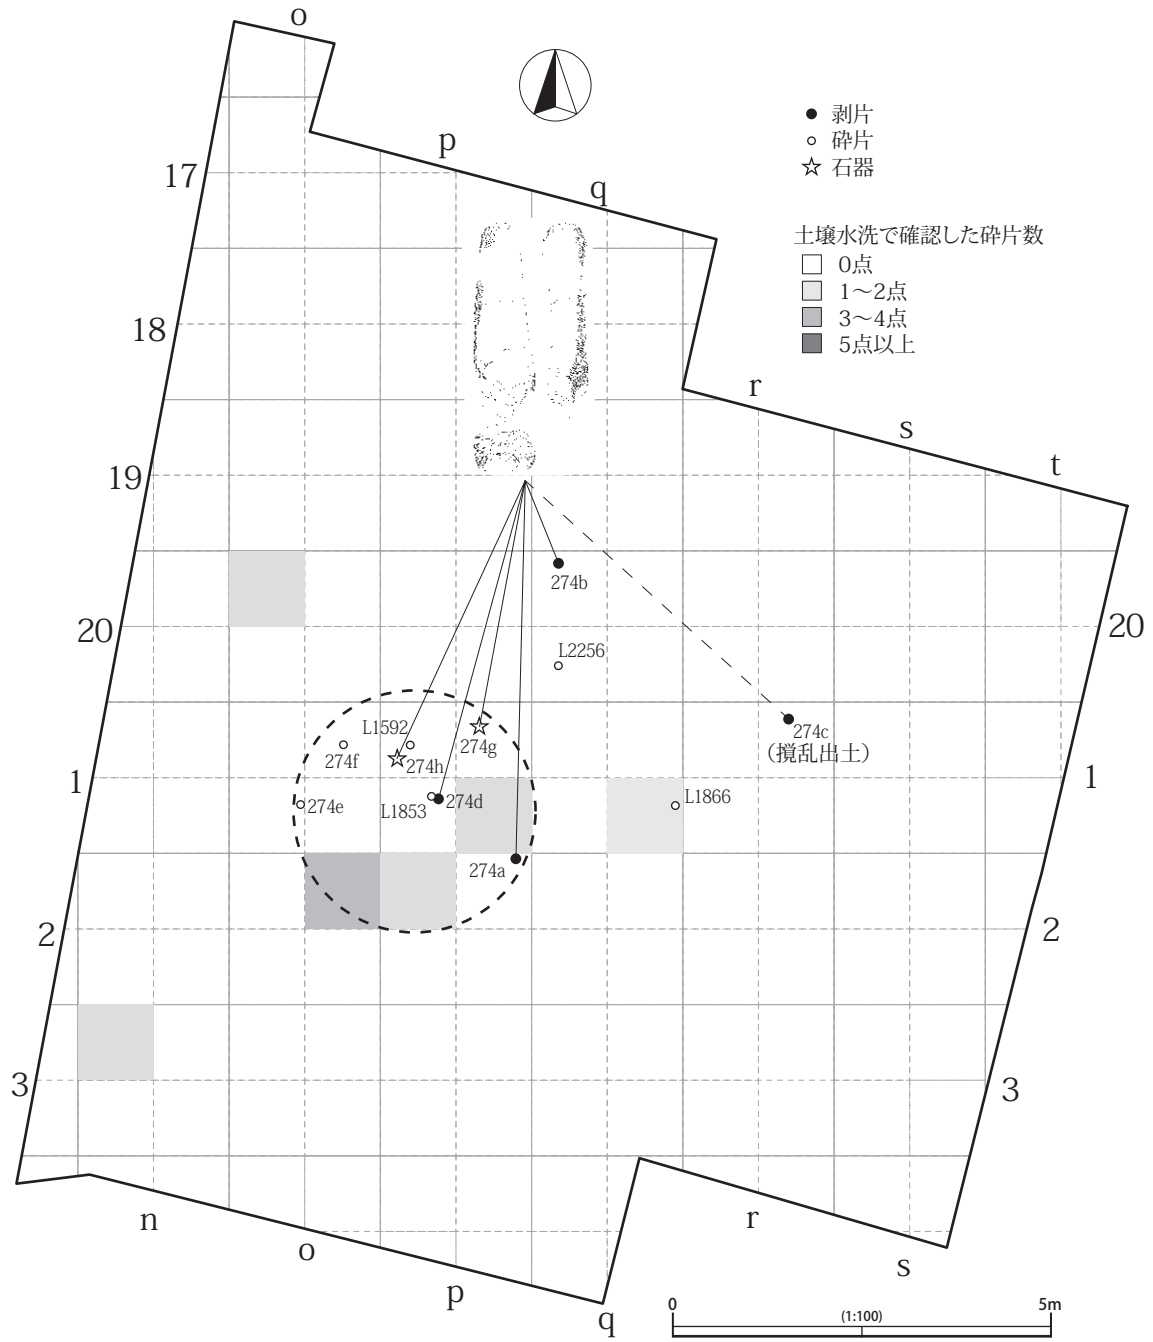 o
p
q
剥片
砕片
石器
土壌水洗で確認した砕片数
0点
1～2点
3～4点
5点以上
17
18
r
s
t
19
274b
20
20
L2256
L1592
274f
274h
274g
274c
（撹乱出土）
1
1
274e
L1853
274d
L1866
274a
2
2
3
3
n
o
p
q
r
s
0
(1:100)
5m